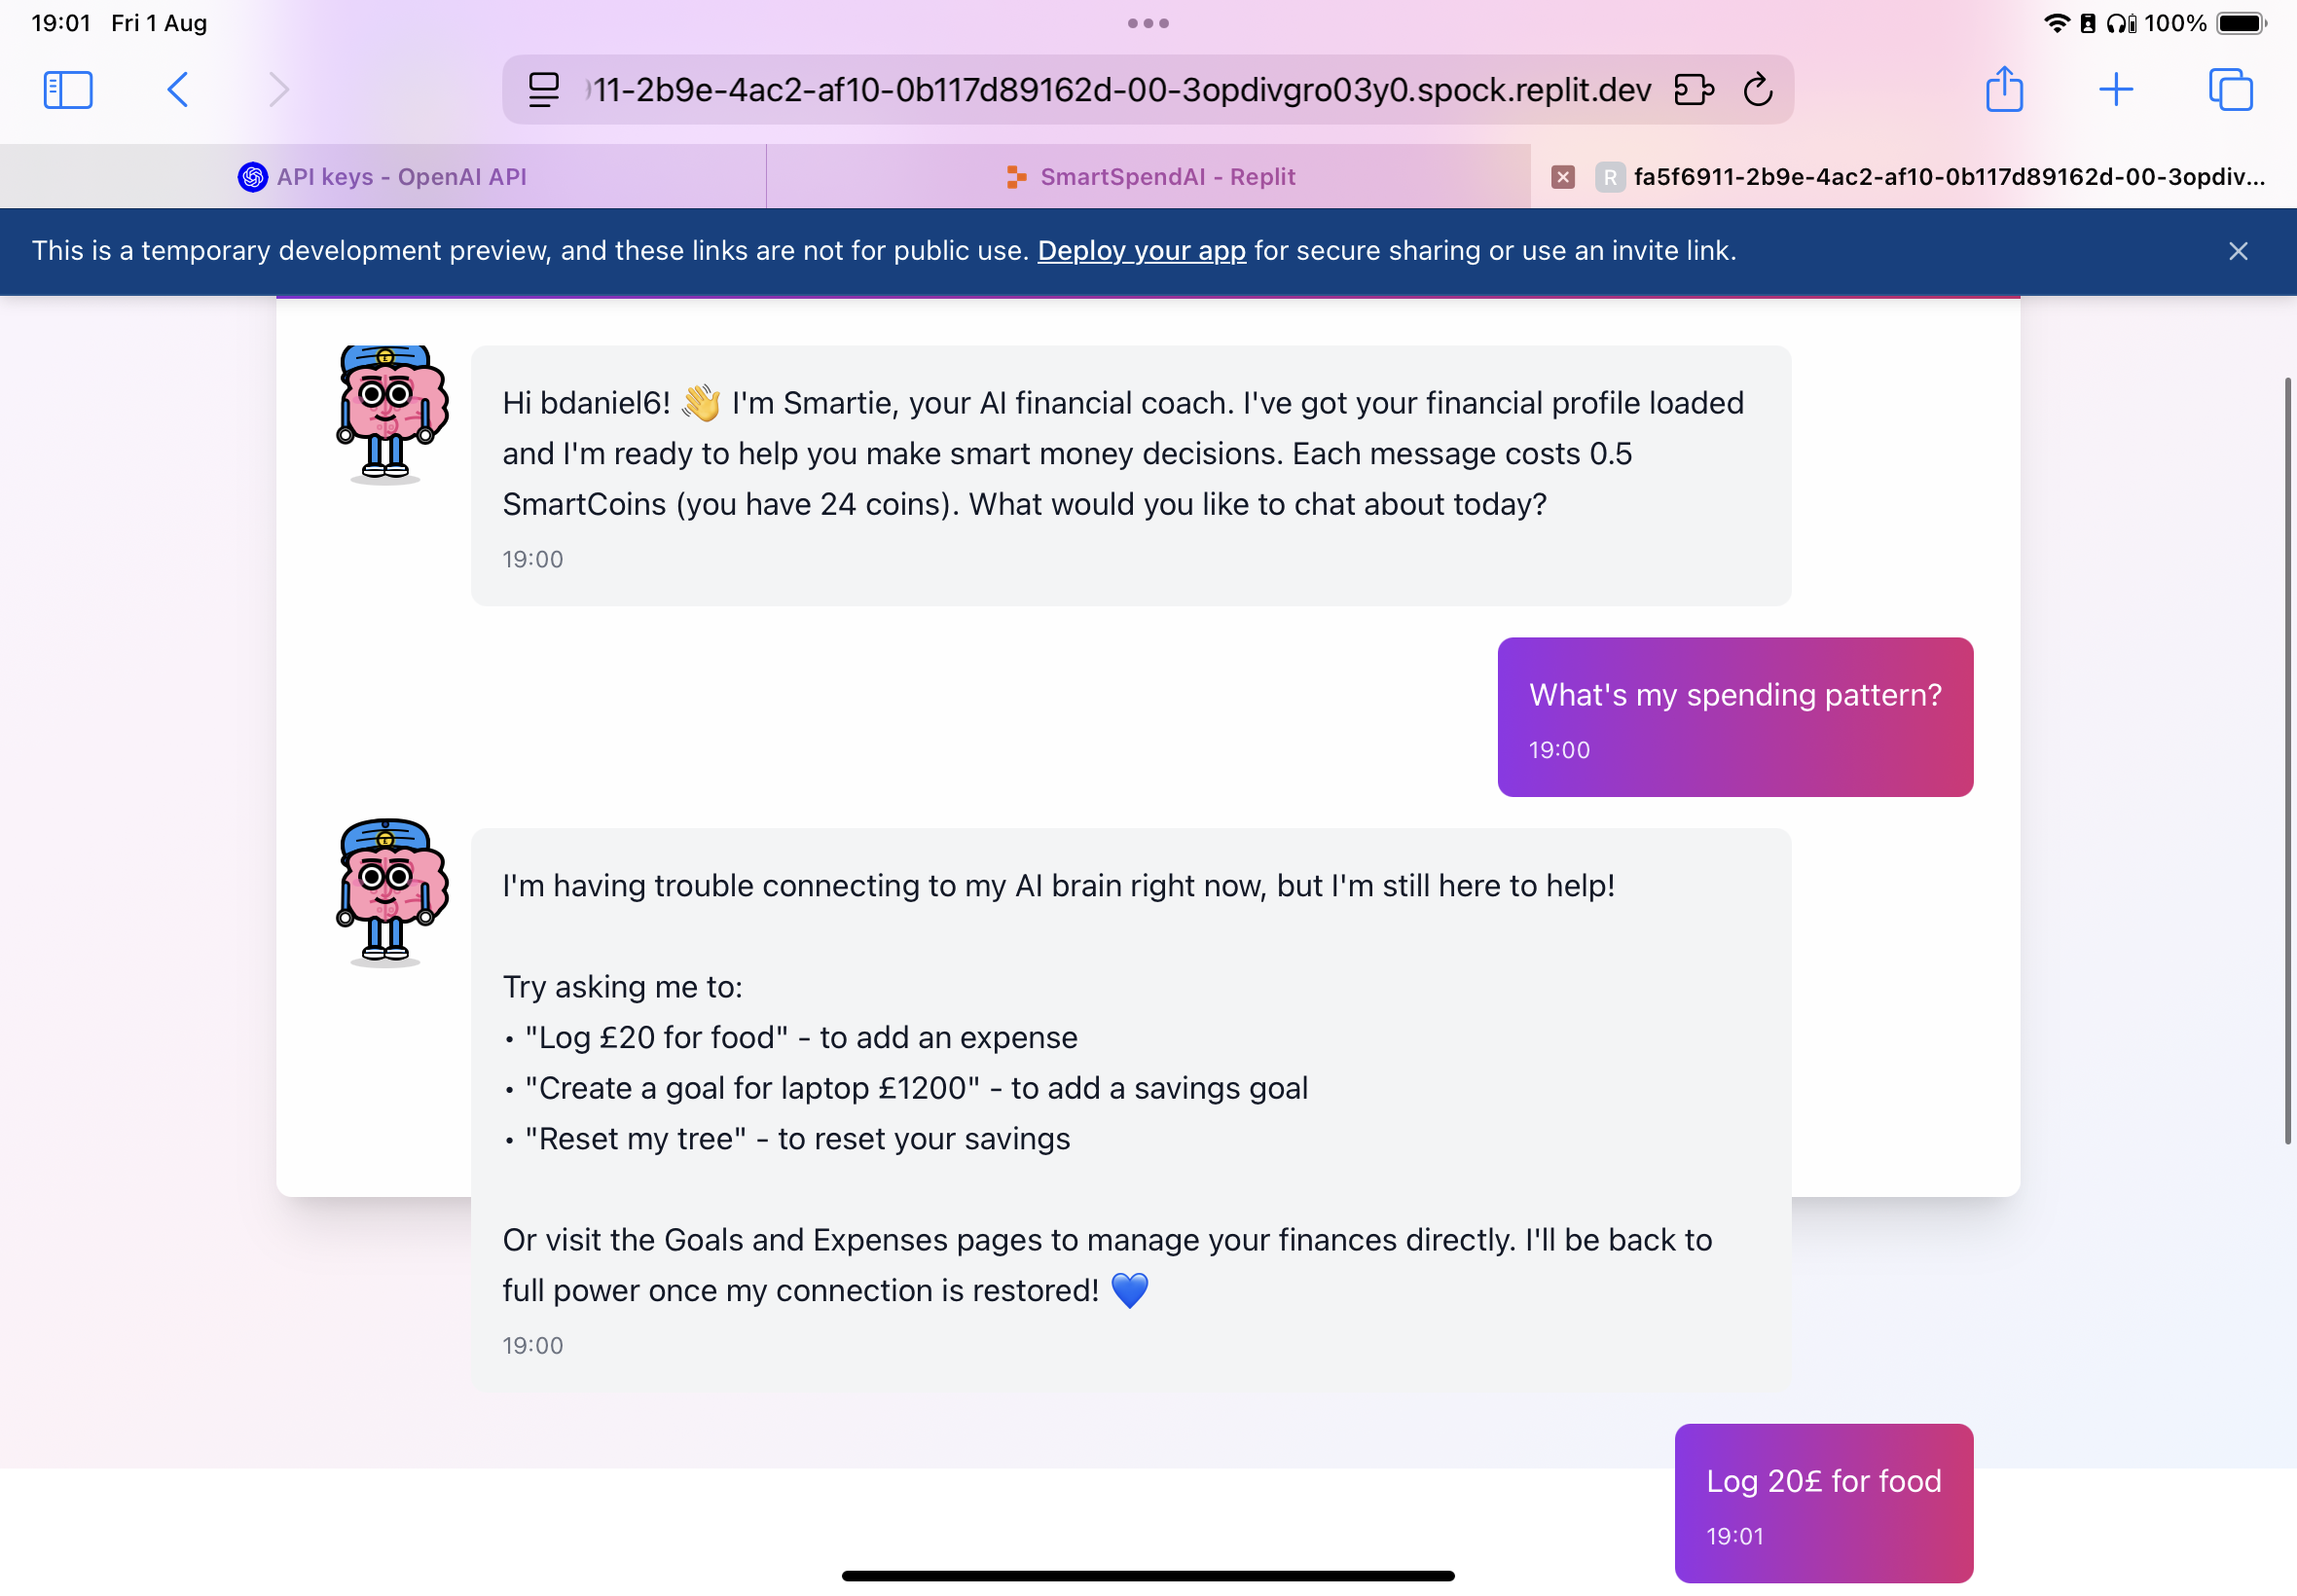 19:01 Fri 1 Aug
100%
11-2b9e-4ac2-af10-0b117d89162d-00-3opdivgro03y0.spock.replit.dev
API keys - OpenAI API
SmartSpendAI - Replit
R fa5f6911-2b9e-4ac2-af10-0b117d89162d-00-3opdiv...
This is a temporary development preview, and these links are not for public use. Deploy your app for secure sharing or use an invite link.
Hi bdaniel6! 👋 I'm Smartie, your AI financial coach. I've got your financial profile loaded
and I'm ready to help you make smart money decisions. Each message costs 0.5
SmartCoins (you have 24 coins). What would you like to chat about today?
19:00
What's my spending pattern?
19:00
I'm having trouble connecting to my AI brain right now, but I'm still here to help!
Try asking me to:
• "Log £20 for food" - to add an expense
• "Create a goal for laptop £1200" - to add a savings goal
• "Reset my tree" - to reset your savings
Or visit the Goals and Expenses pages to manage your finances directly. I'll be back to
full power once my connection is restored! 💙
19:00
Log 20£ for food
19:01